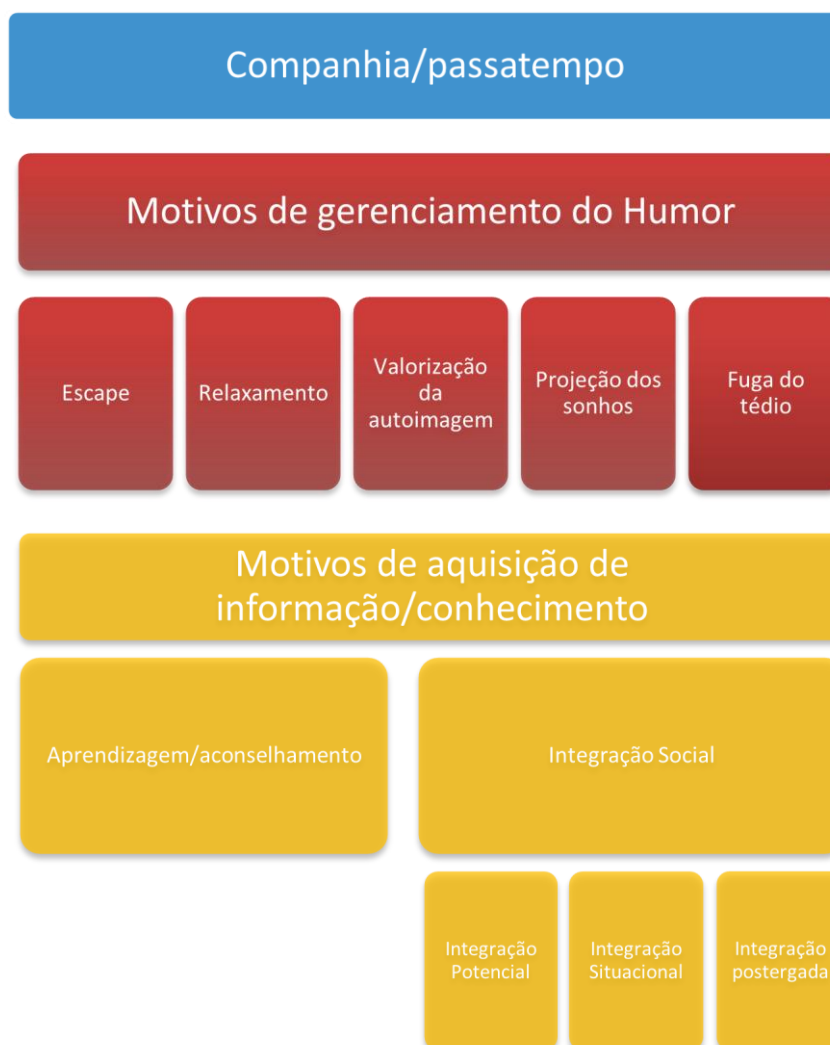 Companhia/passatempo
Motivos de gerenciamento do Humor
Escape
Relaxamento
Valorização
da
autoimagem
Projeção dos
sonhos
Fuga do
tédio
Motivos de aquisição de
informação/conhecimento
Aprendizagem/aconselhamento
Integração Social
Integração
Potencial
Integração
Situacional
Integração
postergada